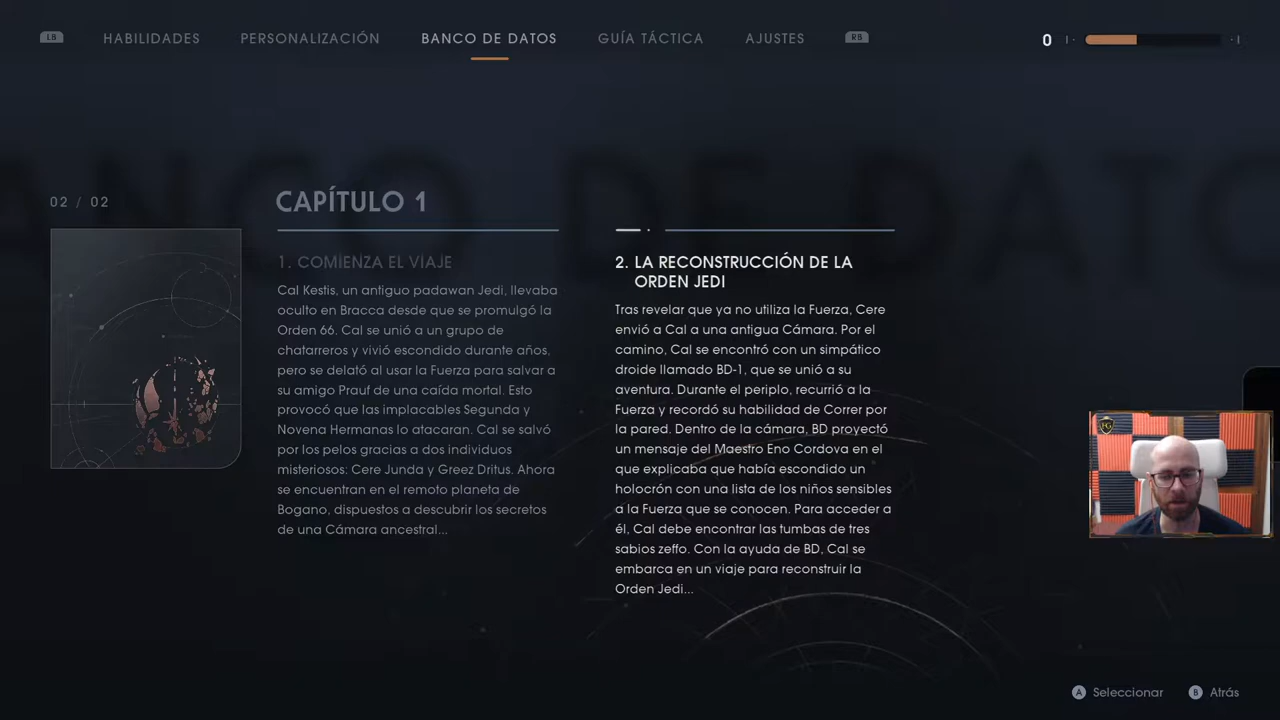 LB HABILIDADES PERSONALIZACIÓN BANCO DE DATOS GUÍA TÁCTICA AJUSTES RB 0
02 / 02
CAPÍTULO 1
1. COMIENZA EL VIAJE
Cal Kestis, un antiguo padawan Jedi, llevaba
oculto en Bracca desde que se promulgó la
Orden 66. Cal se unió a un grupo de
chatarreros y vivió escondido durante años,
pero se delató al usar la Fuerza para salvar a
su amigo Prauf de una caída mortal. Esto
provocó que las implacables Segunda y
Novena Hermanas lo atacaran. Cal se salvó
por los pelos gracias a dos individuos
misteriosos: Cere Junda y Greez Dritus. Ahora
se encuentran en el remoto planeta de
Bogano, dispuestos a descubrir los secretos
de una Cámara ancestral...
2. LA RECONSTRUCCIÓN DE LA
ORDEN JEDI
Tras revelar que ya no utiliza la Fuerza, Cere
envió a Cal a una antigua Cámara. Por el
camino, Cal se encontró con un simpático
droide llamado BD-1, que se unió a su
aventura. Durante el periplo, recurrió a la
Fuerza y recordó su habilidad de Correr por
la pared. Dentro de la cámara, BD proyectó
un mensaje del Maestro Eno Cordova en el
que explicaba que había escondido un
holocrón con una lista de los niños sensibles
a la Fuerza que se conocen. Para acceder a
él, Cal debe encontrar las tumbas de tres
sabios zeffo. Con la ayuda de BD, Cal se
embarca en un viaje para reconstruir la
Orden Jedi...
A Seleccionar B Atrás